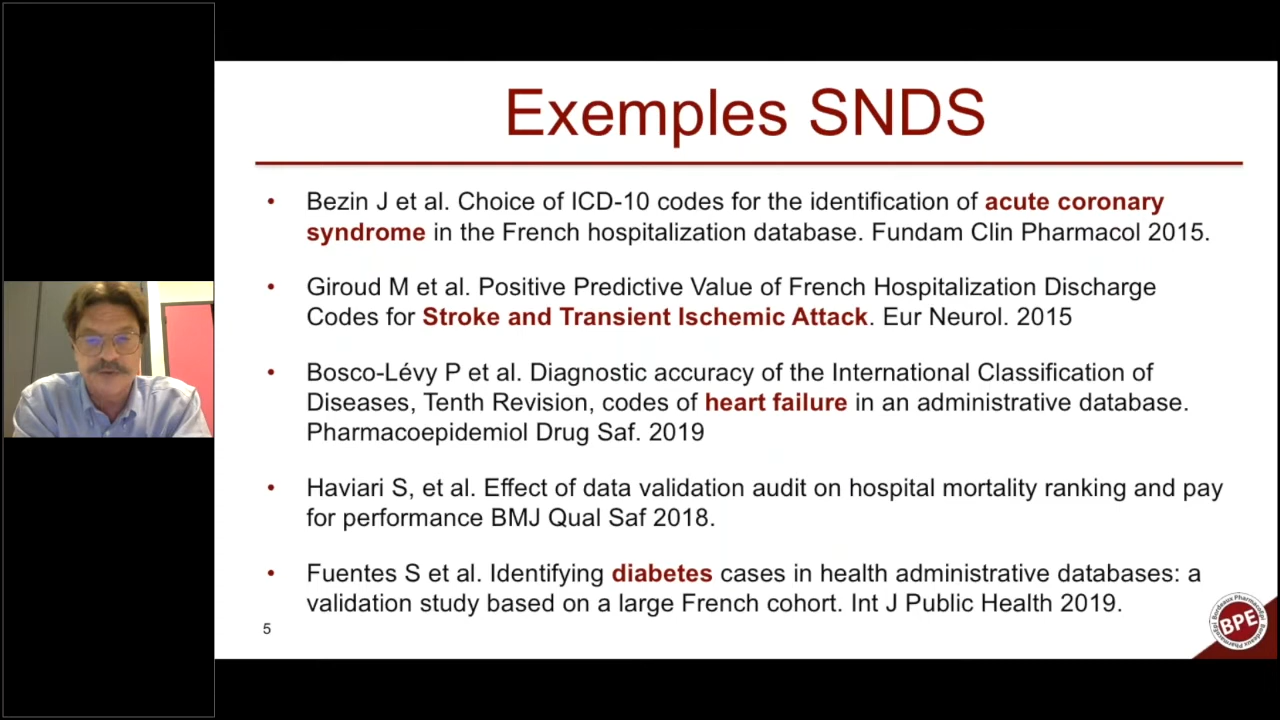 Exemples SNDS
• Bezin J et al. Choice of ICD-10 codes for the identification of acute coronary
syndrome in the French hospitalization database. Fundam Clin Pharmacol 2015.
• Giroud M et al. Positive Predictive Value of French Hospitalization Discharge
Codes for Stroke and Transient Ischemic Attack. Eur Neurol. 2015
• Bosco-Lévy P et al. Diagnostic accuracy of the International Classification of
Diseases, Tenth Revision, codes of heart failure in an administrative database.
Pharmacoepidemiol Drug Saf. 2019
• Haviari S, et al. Effect of data validation audit on hospital mortality ranking and pay
for performance BMJ Qual Saf 2018.
• Fuentes S et al. Identifying diabetes cases in health administrative databases: a
validation study based on a large French cohort. Int J Public Health 2019.
5
Bordeaux PharmacoEpi
BPE
Bordeaux PharmacoEpi